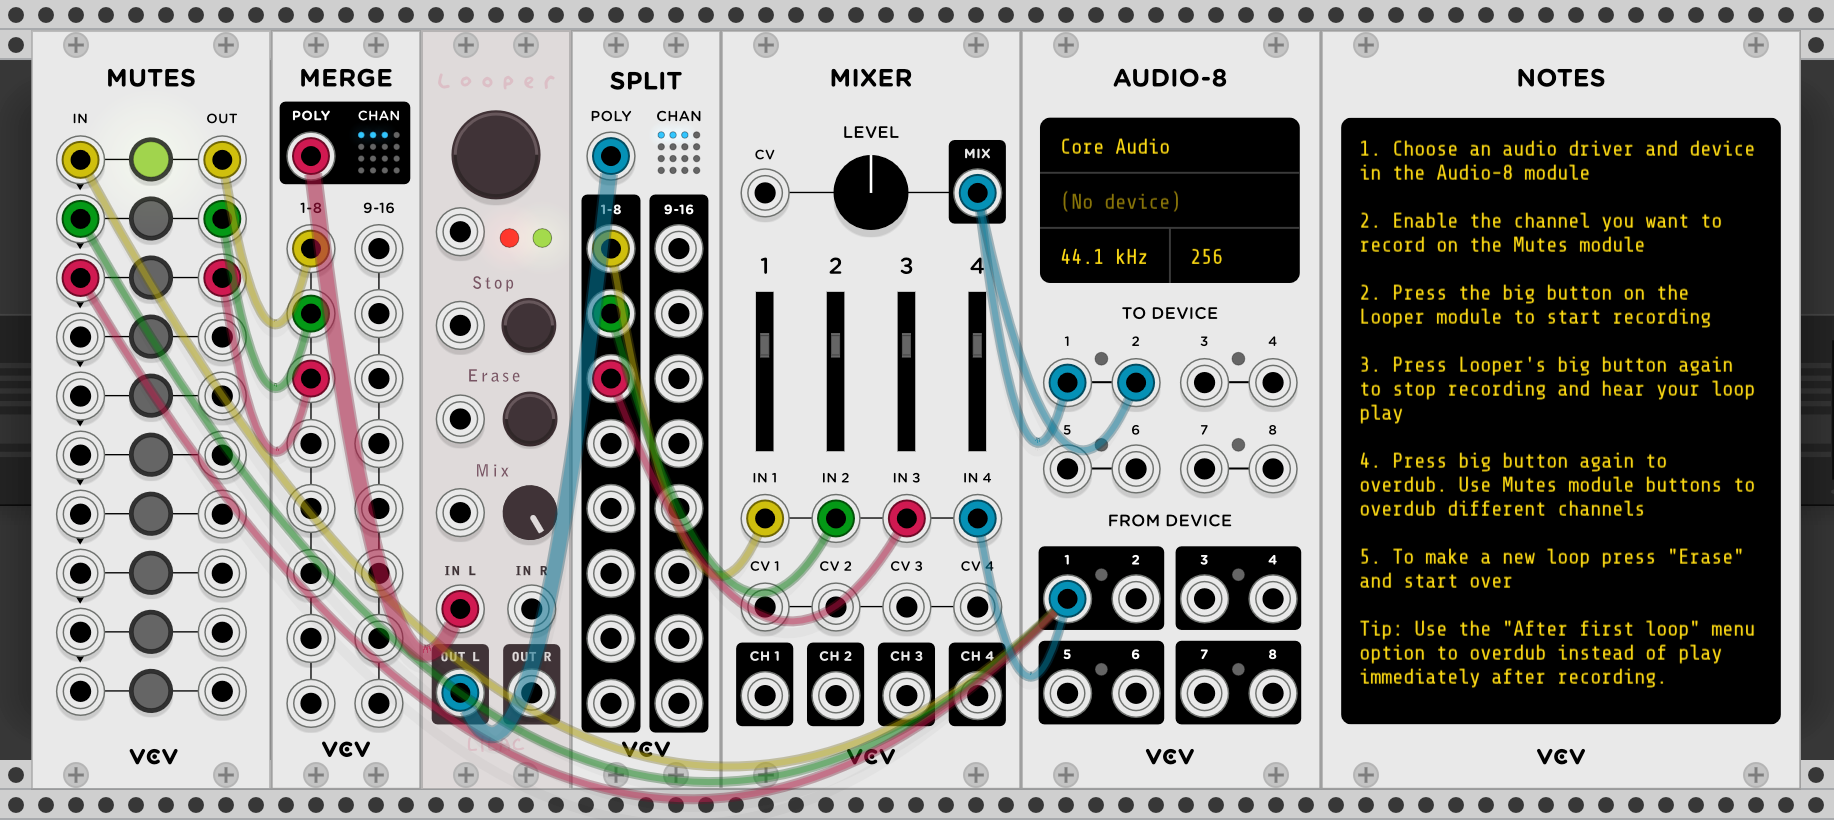 MUTES
IN
OUT
VCV
MERGE
POLY
CHAN
1-8
9-16
VCV
Looper
Stop
Erase
Mix
IN L
IN R
OUT L
OUT R
LILAC
SPLIT
POLY
CHAN
1-8
9-16
VCV
MIXER
LEVEL
CV
MIX
1 2 3 4
IN 1 IN 2 IN 3 IN 4
CV 1 CV 2 CV 3 CV 4
CH 1 CH 2 CH 3 CH 4
VCV
AUDIO-8
Core Audio
(No device)
44.1 kHz 256
TO DEVICE
1 2 3 4
5 6 7 8
FROM DEVICE
1 2 3 4
5 6 7 8
VCV
NOTES
1. Choose an audio driver and device
in the Audio-8 module
2. Enable the channel you want to
record on the Mutes module
2. Press the big button on the
Looper module to start recording
3. Press Looper's big button again
to stop recording and hear your loop
play
4. Press big button again to
overdub. Use Mutes module buttons to
overdub different channels
5. To make a new loop press "Erase"
and start over
Tip: Use the "After first loop" menu
option to overdub instead of play
immediately after recording.
VCV